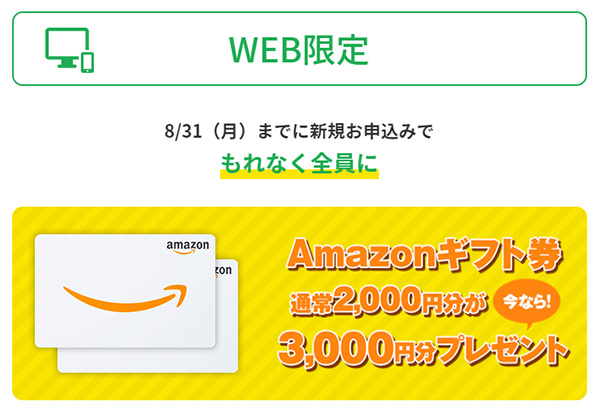 WEB限定
8/31（月）までに新規お申込みで
もれなく全員に
amazon
zon
Amazonギフト券
通常2,000円分が
今なら!
3,000円分プレゼント